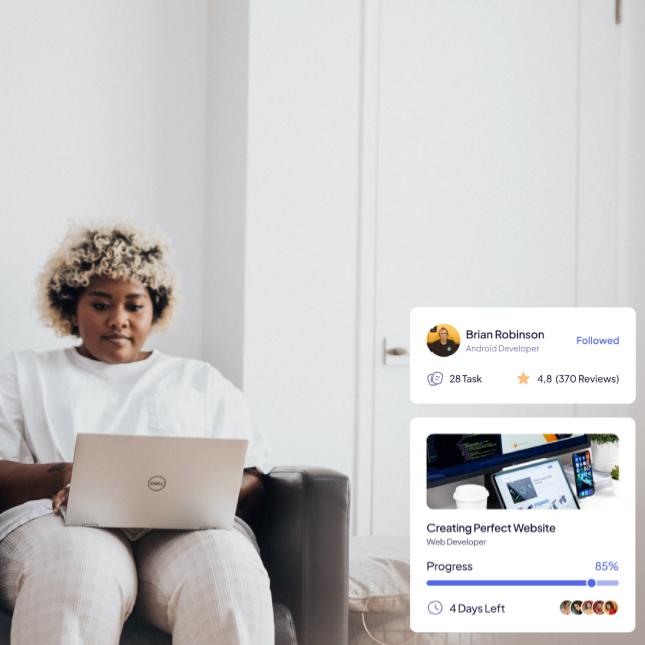 Brian Robinson
Android Developer
Followed
28 Task
4,8 (370 Reviews)
Creating Perfect Website
Web Developer
Progress
85%
4 Days Left
DELL